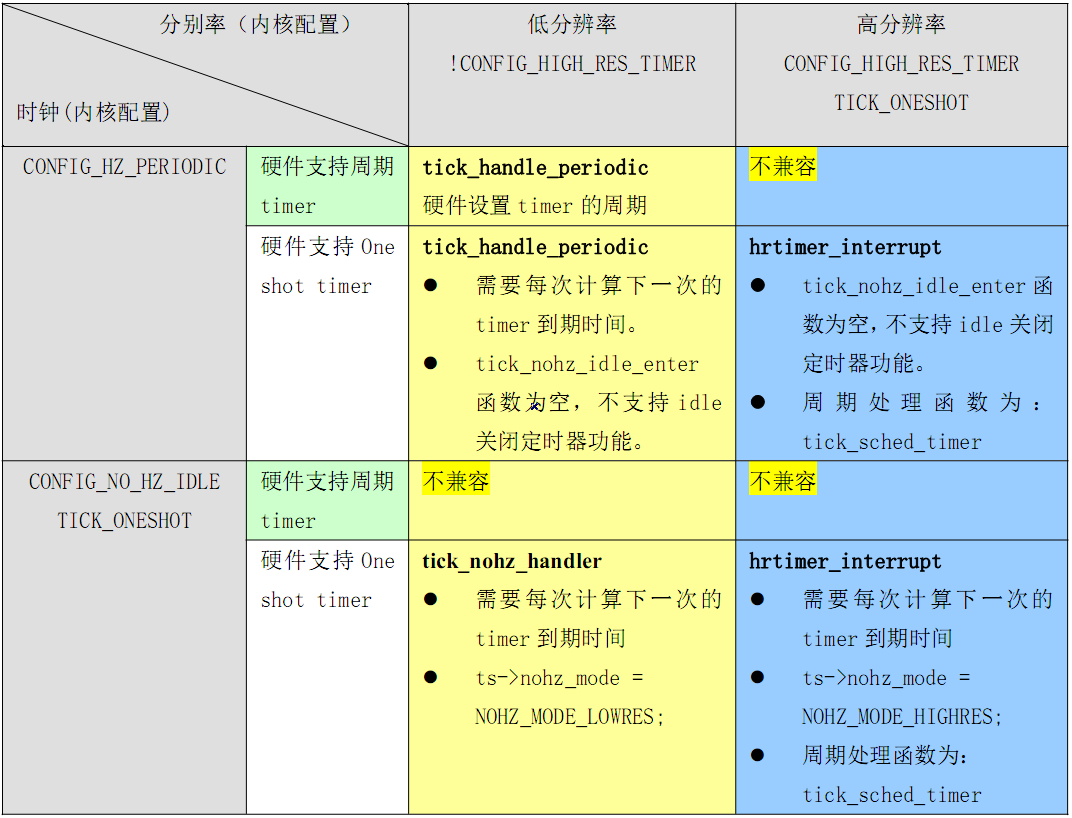 分别率（内核配置）
时钟(内核配置)
低分辨率
!CONFIG_HIGH_RES_TIMER
高分辨率
CONFIG_HIGH_RES_TIMER
TICK_ONESHOT
CONFIG_HZ_PERIODIC
硬件支持周期
timer
tick_handle_periodic
硬件设置 timer 的周期
不兼容
硬件支持 One
shot timer
tick_handle_periodic
● 需要每次计算下一次的
timer 到期时间。
● tick_nohz_idle_enter
函数为空，不支持 idle
关闭定时器功能。
hrtimer_interrupt
● tick_nohz_idle_enter 函
数为空，不支持 idle 关闭
定时器功能。
● 周期处理函数为：
tick_sched_timer
CONFIG_NO_HZ_IDLE
TICK_ONESHOT
硬件支持周期
timer
不兼容
不兼容
硬件支持 One
shot timer
tick_nohz_handler
● 需要每次计算下一次的
timer 到期时间
● ts->nohz_mode =
NOHZ_MODE_LOWRES;
hrtimer_interrupt
● 需要每次计算下一次的
timer 到期时间
● ts->nohz_mode =
NOHZ_MODE_HIGHRES;
● 周期处理函数为:
tick_sched_timer